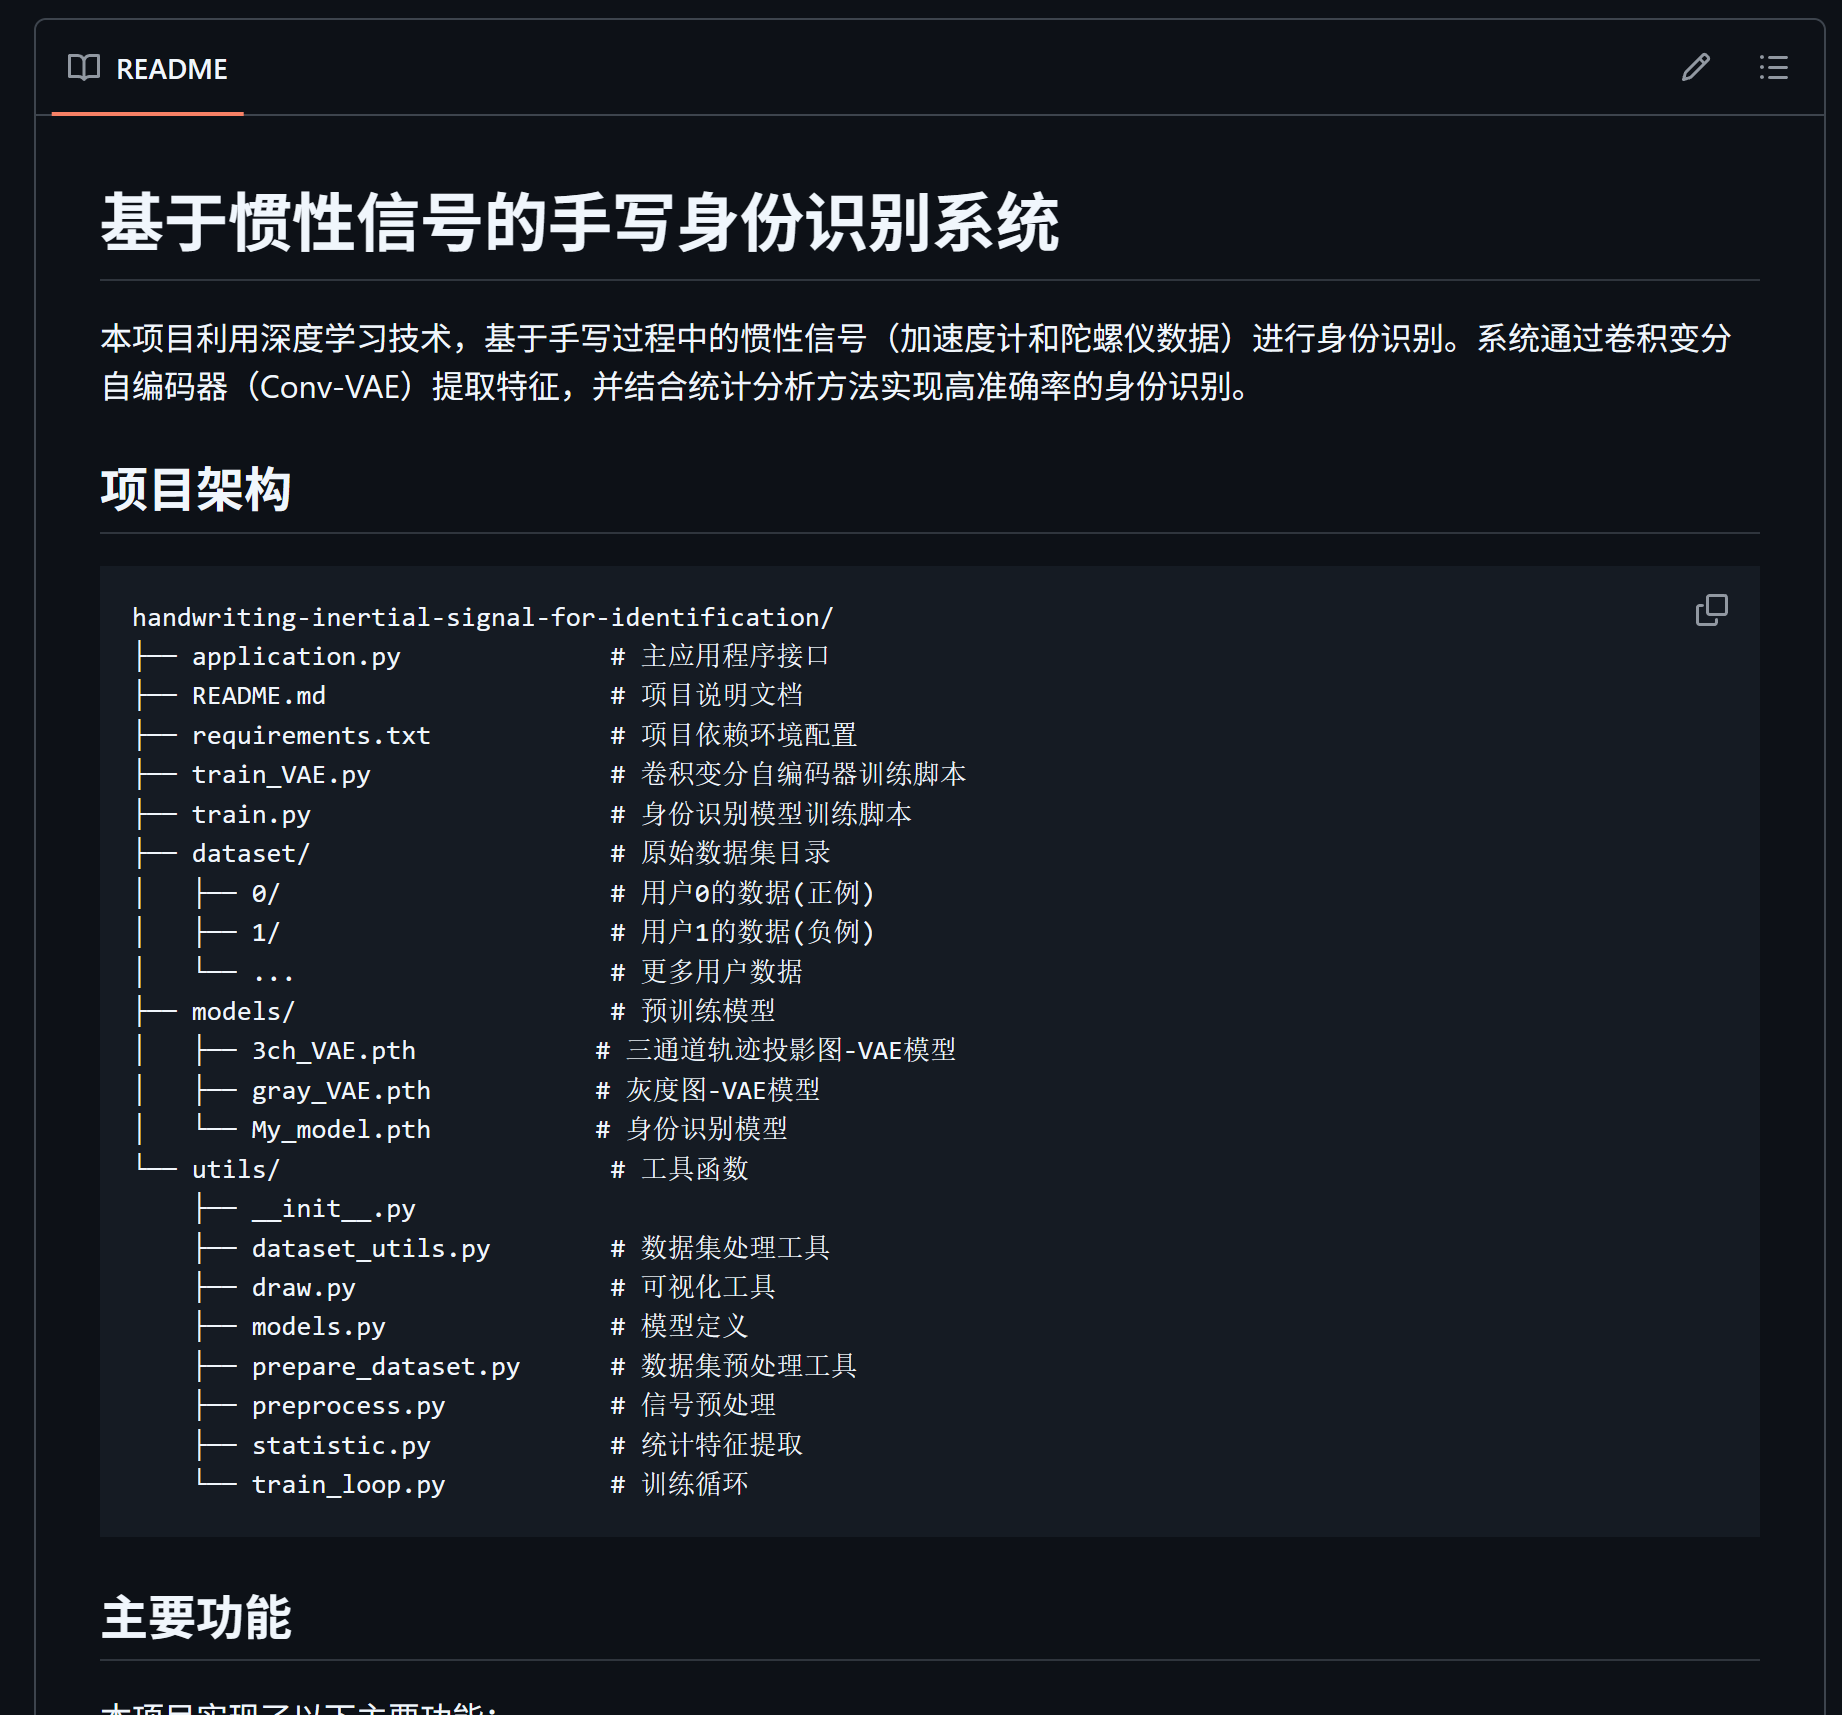 README
基于惯性信号的手写身份识别系统
本项目利用深度学习技术，基于手写过程中的惯性信号（加速度计和陀螺仪数据）进行身份识别。系统通过卷积变分
自编码器（Conv-VAE）提取特征，并结合统计分析方法实现高准确率的身份识别。
项目架构
handwriting-inertial-signal-for-identification/
├── application.py              # 主应用程序接口
├── README.md                   # 项目说明文档
├── requirements.txt            # 项目依赖环境配置
├── train_VAE.py                # 卷积变分自编码器训练脚本
├── train.py                    # 身份识别模型训练脚本
├── dataset/                    # 原始数据集目录
│   ├── 0/                      # 用户0的数据(正例)
│   ├── 1/                      # 用户1的数据(负例)
│   └── ...                     # 更多用户数据
├── models/                     # 预训练模型
│   ├── 3ch_VAE.pth            # 三通道轨迹投影图-VAE模型
│   ├── gray_VAE.pth           # 灰度图-VAE模型
│   └── My_model.pth           # 身份识别模型
└── utils/                      # 工具函数
    ├── __init__.py
    ├── dataset_utils.py        # 数据集处理工具
    ├── draw.py                 # 可视化工具
    ├── models.py               # 模型定义
    ├── prepare_dataset.py      # 数据集预处理工具
    ├── preprocess.py           # 信号预处理
    ├── statistic.py            # 统计特征提取
    └── train_loop.py           # 训练循环
主要功能
本项目实现了以下主要功能：